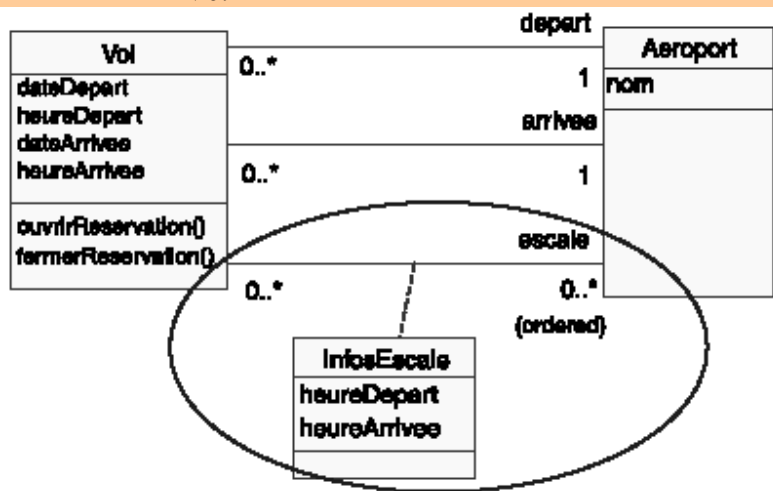 depart
Vol
Aeroport
0..*
1
dateDepart
heureDepart
dateArrivee
heureArrivee
nom
arrivee
0..*
1
ouvrirReservation()
fermerReservation()
escale
0..*
0..*
{ordered}
InfosEscale
heureDepart
heureArrivee